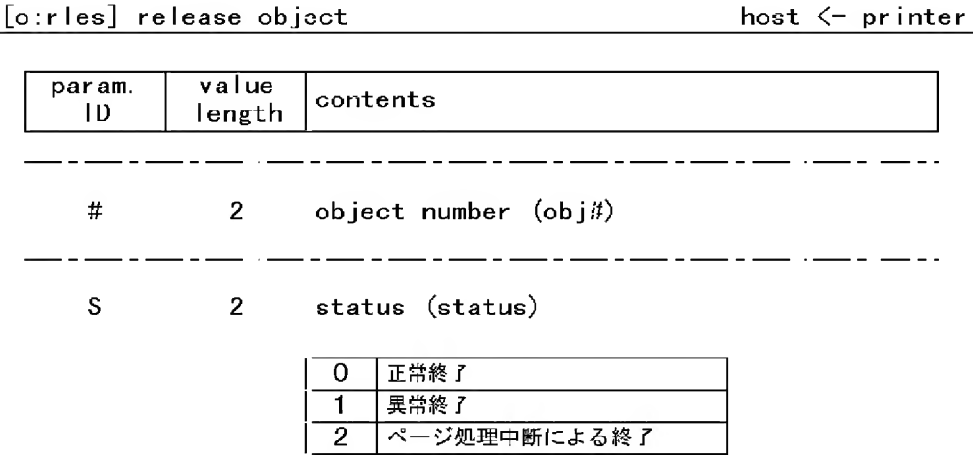 [o:rles] release object host <- printer
param. ID value length contents
# 2 object number (obj#)
S 2 status (status)
0 正常終了
1 異常終了
2 ページ処理中断による終了